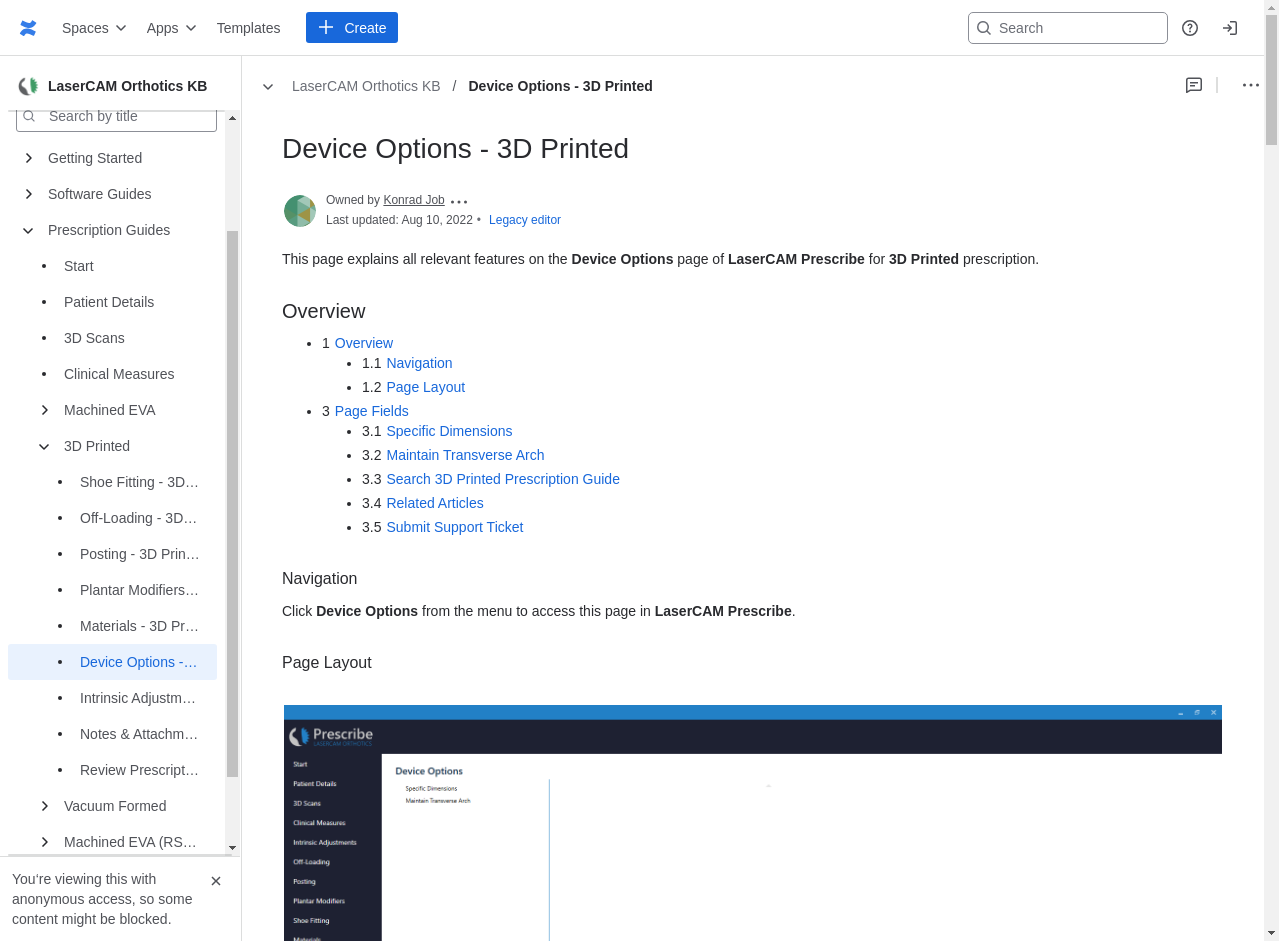 Spaces Apps Templates Create Search
LaserCAM Orthotics KB
Search by title
Getting Started
Software Guides
Prescription Guides
Start
Patient Details
3D Scans
Clinical Measures
Machined EVA
3D Printed
Shoe Fitting - 3D…
Off-Loading - 3D…
Posting - 3D Prin…
Plantar Modifiers…
Materials - 3D Pr…
Device Options -…
Intrinsic Adjustm…
Notes & Attachm…
Review Prescript…
Vacuum Formed
Machined EVA (RS…
You‘re viewing this with
anonymous access, so some
content might be blocked.
LaserCAM Orthotics KB / Device Options - 3D Printed
Device Options - 3D Printed
Owned by Konrad Job
Last updated: Aug 10, 2022 • Legacy editor
This page explains all relevant features on the Device Options page of LaserCAM Prescribe for 3D Printed prescription.
Overview
• 1 Overview
• 1.1 Navigation
• 1.2 Page Layout
• 3 Page Fields
• 3.1 Specific Dimensions
• 3.2 Maintain Transverse Arch
• 3.3 Search 3D Printed Prescription Guide
• 3.4 Related Articles
• 3.5 Submit Support Ticket
Navigation
Click Device Options from the menu to access this page in LaserCAM Prescribe.
Page Layout
Prescribe
LASERCAM ORTHOTICS
Start
Patient Details
3D Scans
Clinical Measures
Intrinsic Adjustments
Off-Loading
Posting
Plantar Modifiers
Shoe Fitting
Materials
Device Options
Specific Dimensions
Maintain Transverse Arch